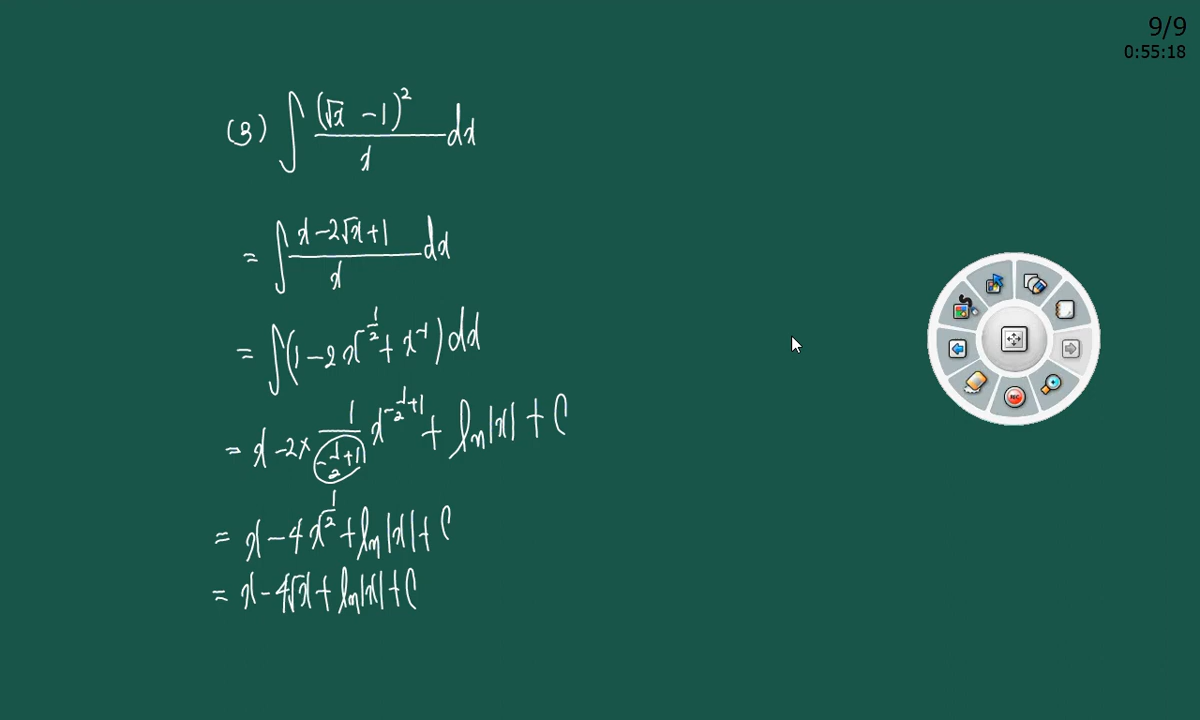 9/9
0:55:18
(3) ∫ (√x - 1)² / x dx
= ∫ (x - 2√x + 1) / x dx
= ∫ (1 - 2x^(-1/2) + x^-1) dx
= x - 2 × 1/(-1/2+1) x^(-1/2+1) + ln|x| + C
= x - 4x^(1/2) + ln|x| + C
= x - 4√x + ln|x| + C